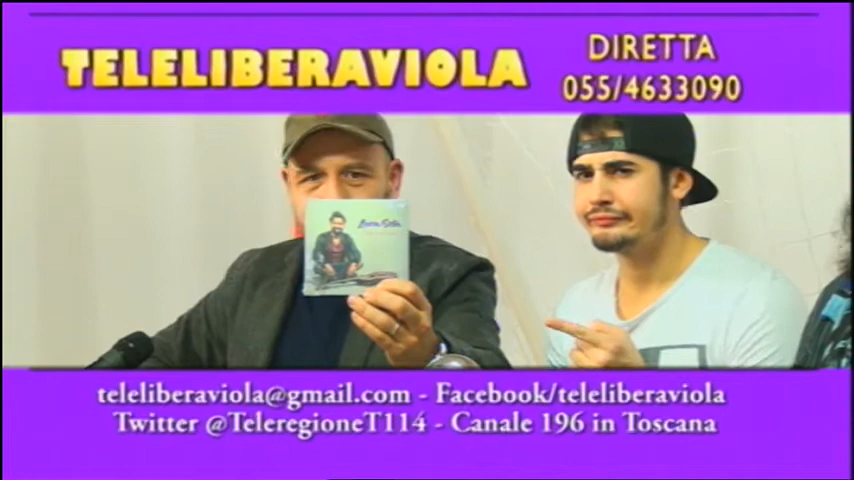 TELELIBERAVIOLA
DIRETTA
055/4633090
teleliberaviola@gmail.com - Facebook/teleliberaviola
Twitter @TeleregioneT114 - Canale 196 in Toscana